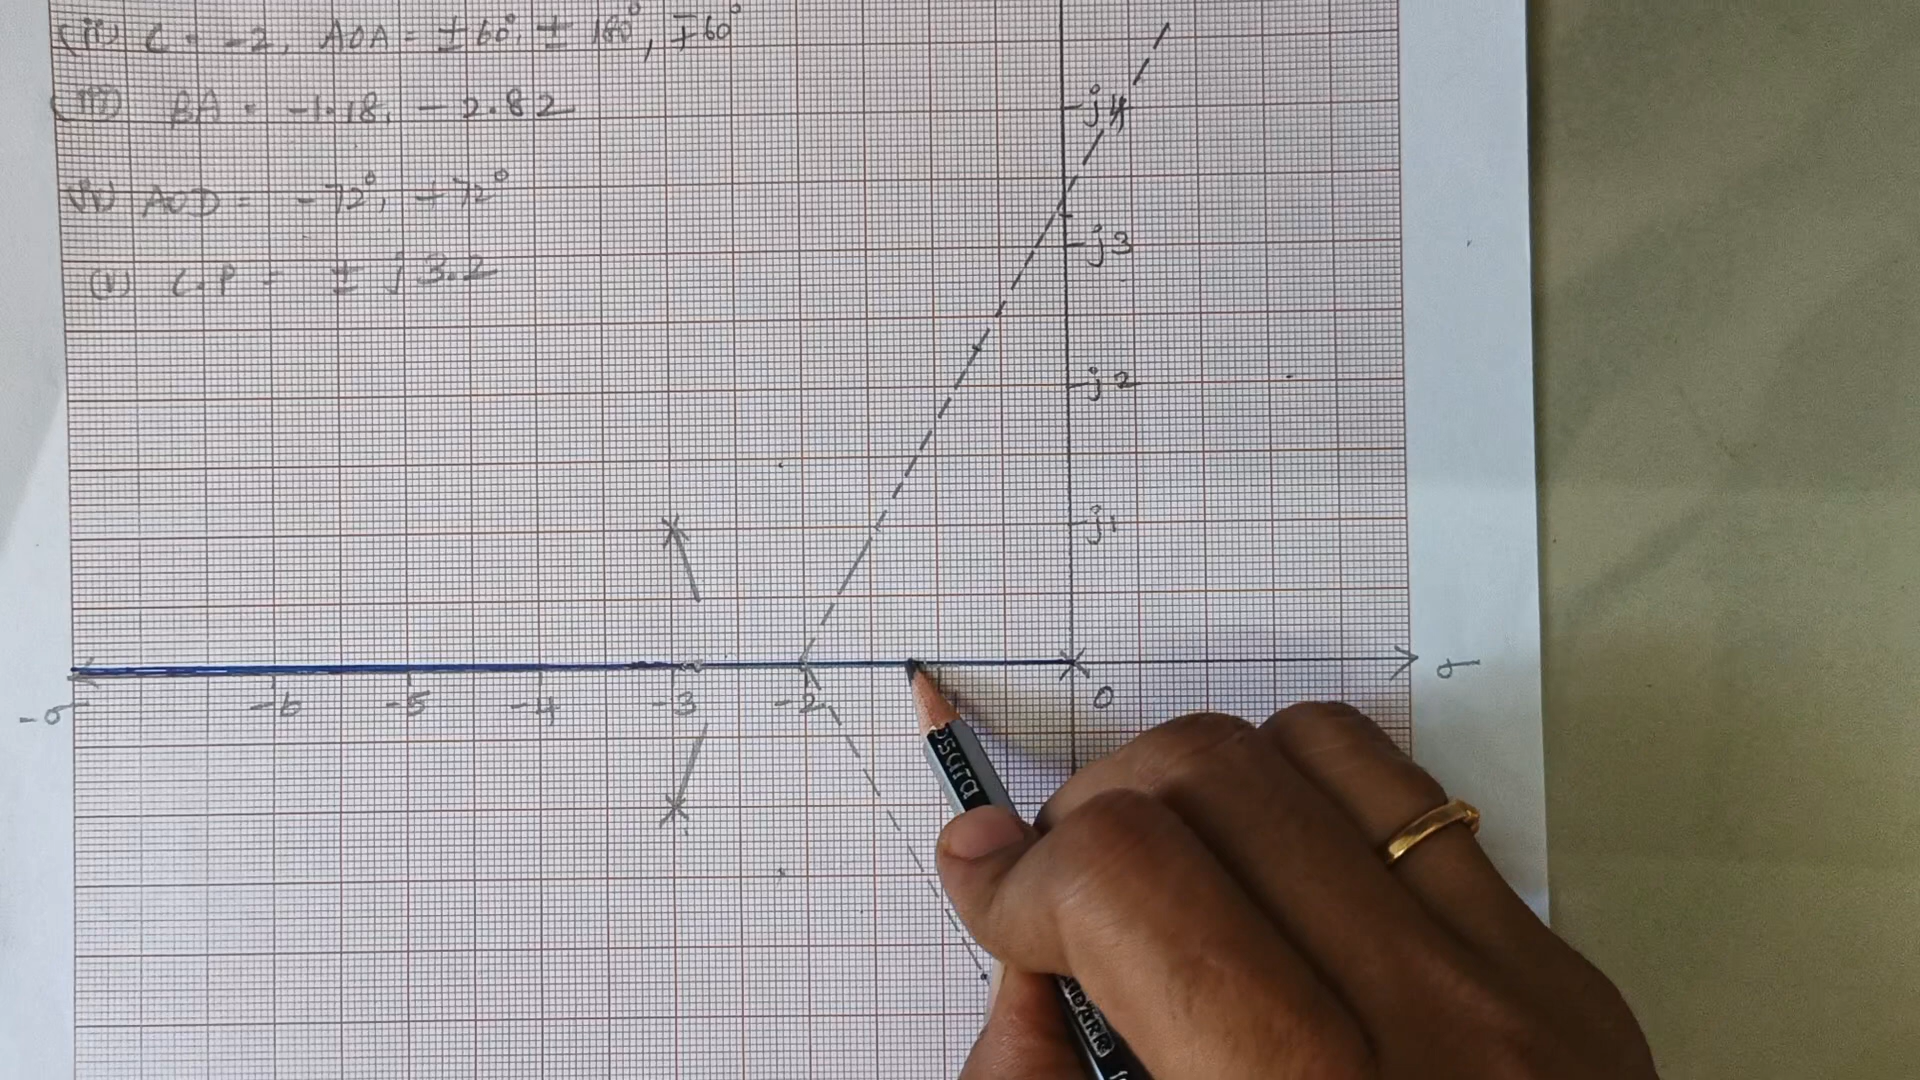 (ii) C = -2, AOA = ±60°, ±180°, ∓60°
(iii) BA = -1.18, -2.82
(iv) AOD = -72°, +72°
(v) C.P = ± j3.2
j4
j3
j2
j1
-σ -6 -5 -4 -3 -2 0 σ